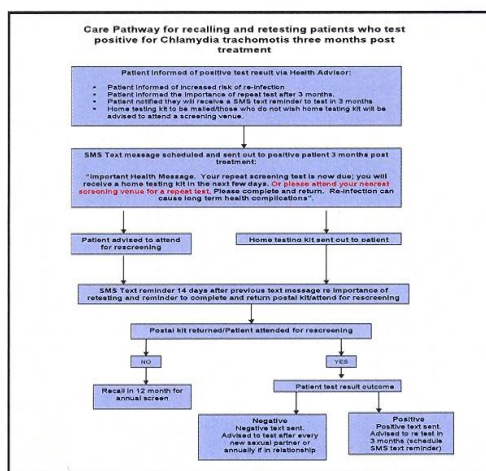 Care Pathway for recalling and retesting patients who test
positive for Chlamydia trachomotis three months post
treatment
Patient informed of positive test result via Health Advisor:
• Patient informed of increased risk of re-infection
• Patient informed the importance of repeat test after 3 months.
• Patient notified they will receive a SMS text reminder to test in 3 months
• Home testing kit to be mailed/those who do not wish home testing kit will be
advised to attend a screening venue.
SMS Text message scheduled and sent out to positive patient 3 months post
treatment:
"Important Health Message. Your repeat screening test is now due; you will
receive a home testing kit in the next few days. Or please attend your nearest
screening venue for a repeat test. Please complete and return. Re-infection can
cause long term health complications".
Patient advised to attend
for rescreening
Home testing kit sent out to patient
SMS Text reminder 14 days after previous text message re importance of
retesting and reminder to complete and return postal kit/attend for rescreening
Postal kit returned/Patient attended for rescreening
NO
YES
Recall in 12 month for
annual screen
Patient test result outcome
Negative
Negative text sent.
Advised to test after every
new sexual partner or
annually if in relationship
Positive
Positive text sent.
Advised to re test in
3 months (schedule
SMS text reminder)